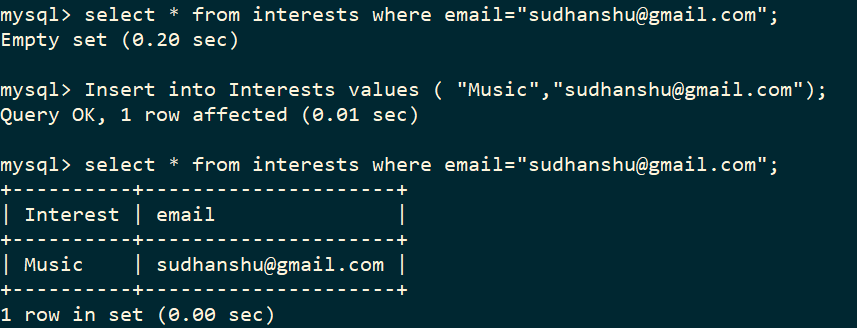 mysql> select * from interests where email="sudhanshu@gmail.com";
Empty set (0.20 sec)
mysql> Insert into Interests values ( "Music","sudhanshu@gmail.com");
Query OK, 1 row affected (0.01 sec)
mysql> select * from interests where email="sudhanshu@gmail.com";
+----------+---------------------+
| Interest | email               |
+----------+---------------------+
| Music    | sudhanshu@gmail.com |
+----------+---------------------+
1 row in set (0.00 sec)